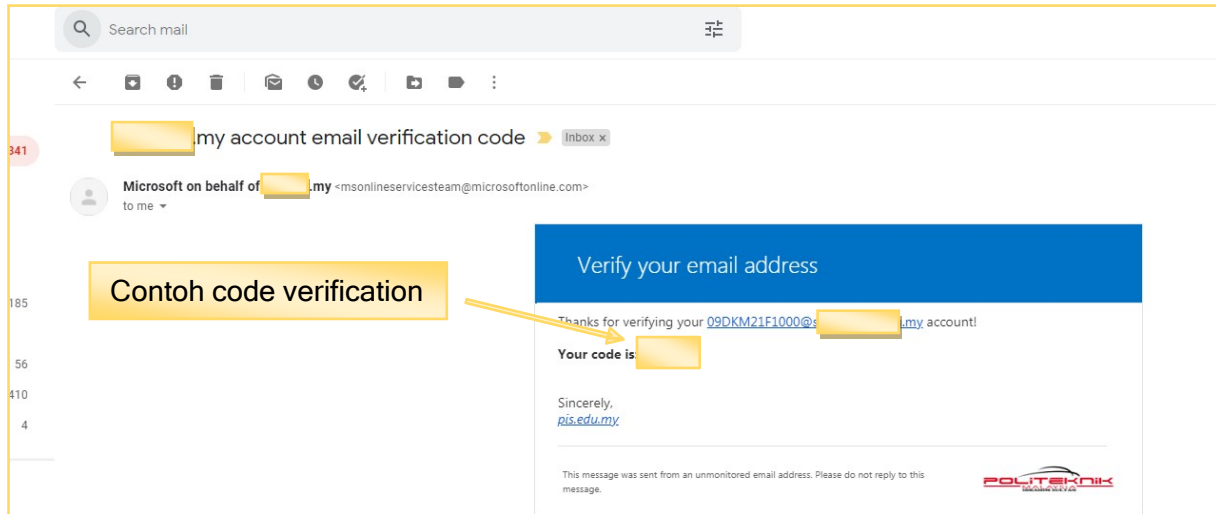 Search mail
341
.my account email verification code Inbox x
Microsoft on behalf of .my <msonlineservicesteam@microsoftonline.com>
to me
Verify your email address
Contoh code verification
185
Thanks for verifying your 09DKM21F1000@s i.my account!
56
Your code is:
410
4
Sincerely,
pis.edu.my
This message was sent from an unmonitored email address. Please do not reply to this
message.
POLITEKNIK
MALAYSIA